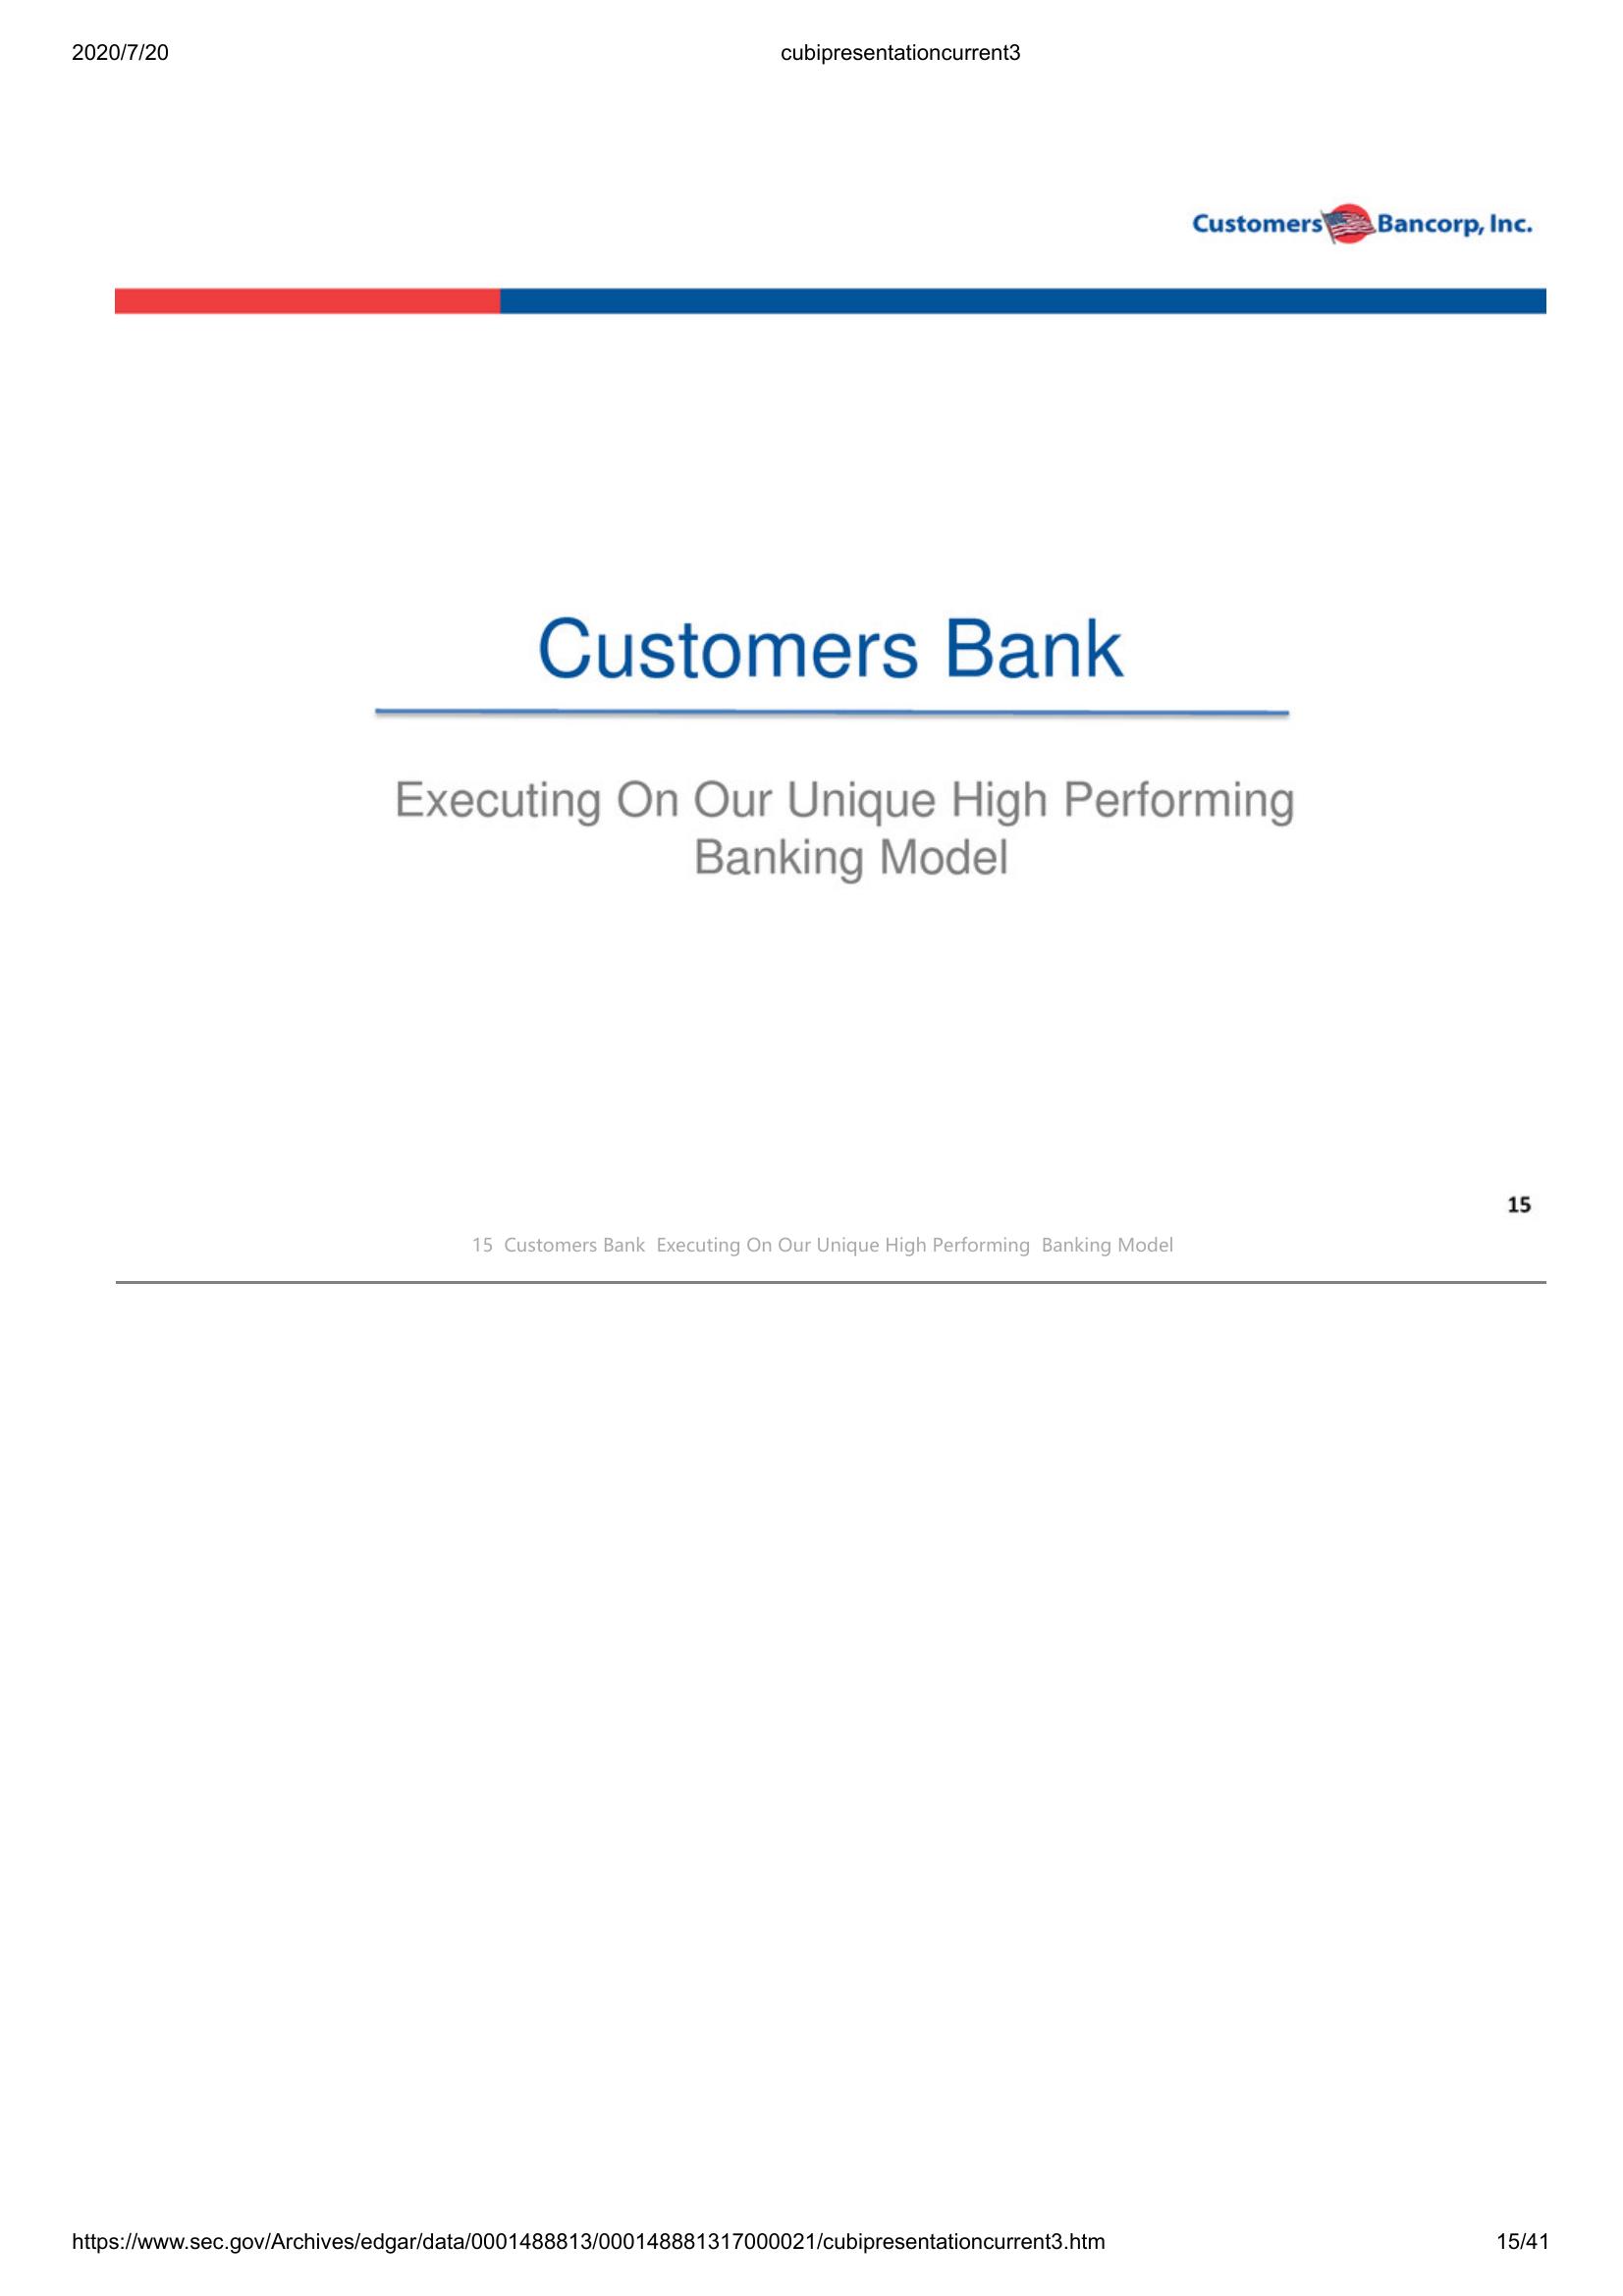 2020/7/20 cubipresentationcurrent3
Customers Bancorp, Inc.
Customers Bank
Executing On Our Unique High Performing
Banking Model
15
15 Customers Bank Executing On Our Unique High Performing Banking Model
https://www.sec.gov/Archives/edgar/data/0001488813/000148881317000021/cubipresentationcurrent3.htm 15/41